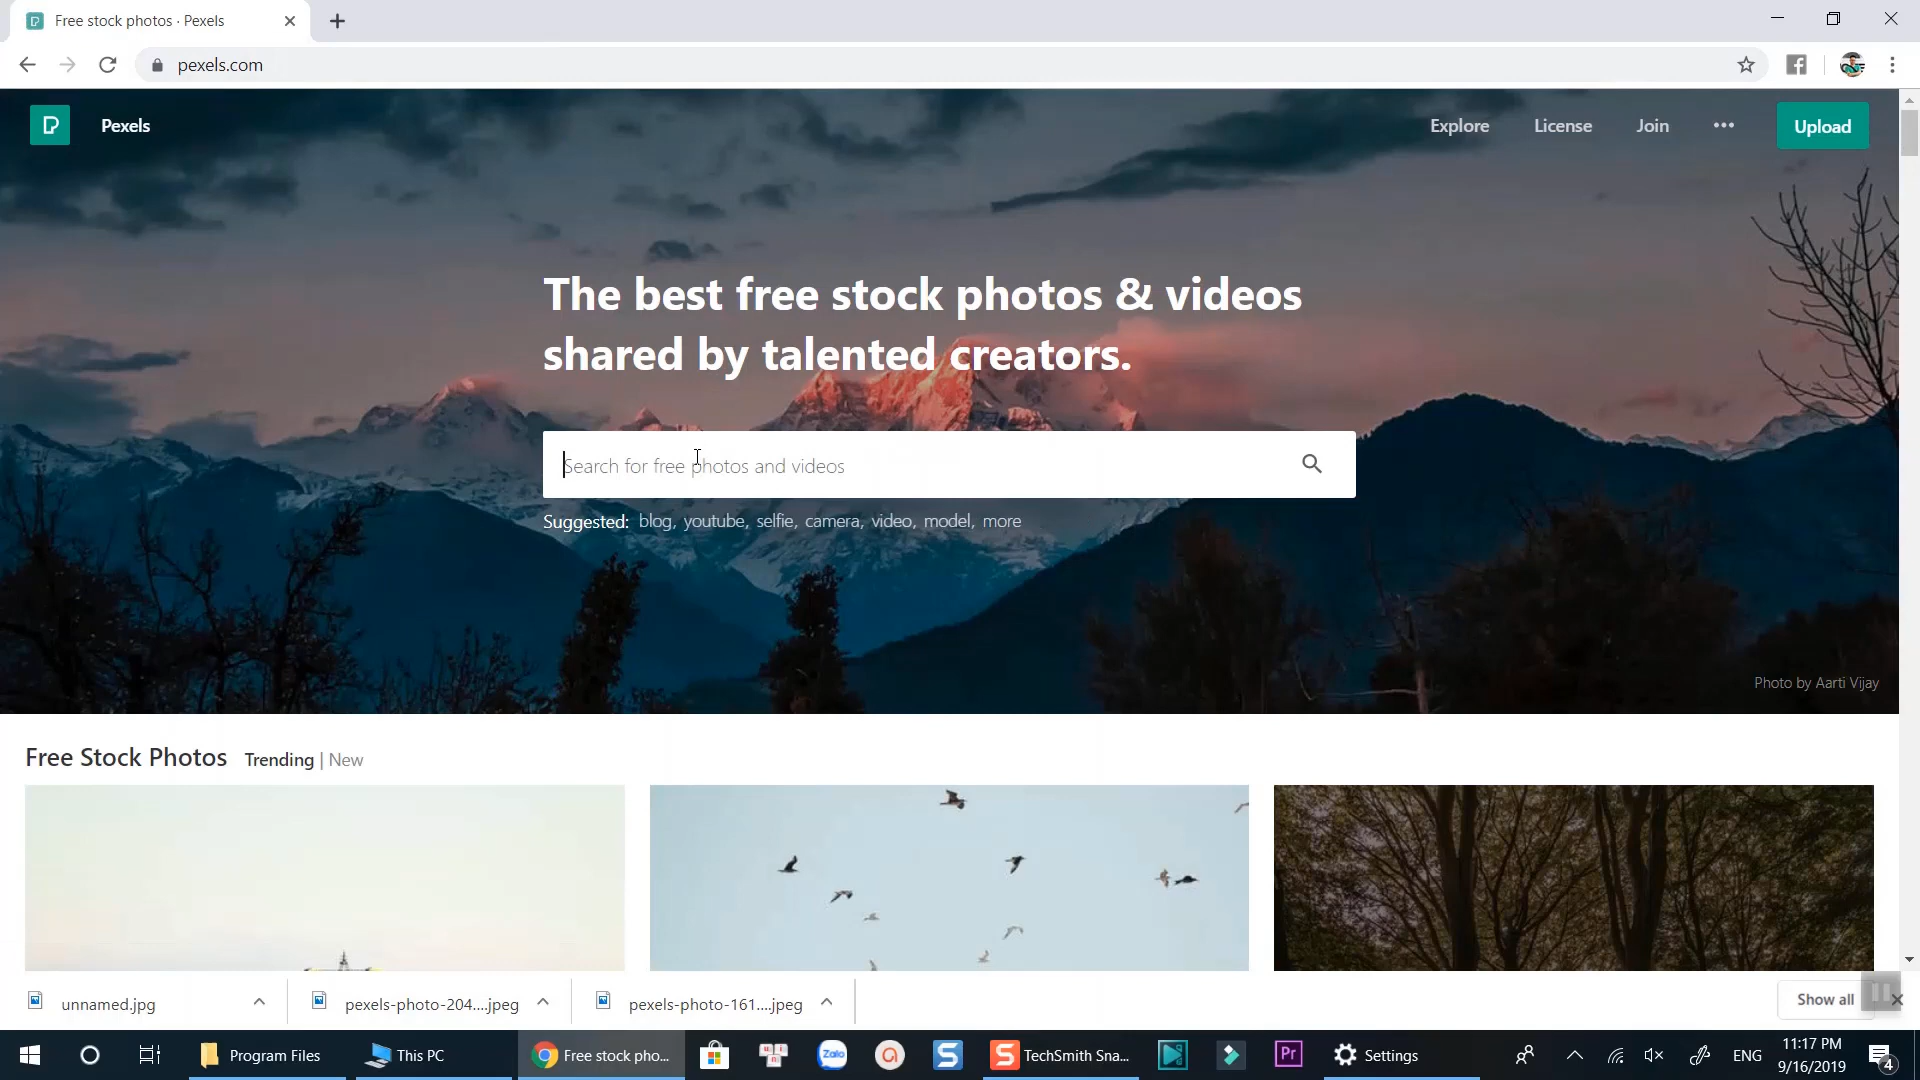 Free stock photos · Pexels
pexels.com
Pexels
Explore License Join ••• Upload
The best free stock photos & videos
shared by talented creators.
Search for free photos and videos
Suggested: blog, youtube, selfie, camera, video, model, more
Photo by Aarti Vijay
Free Stock Photos Trending | New
unnamed.jpg pexels-photo-204....jpeg pexels-photo-161....jpeg Show all
Program Files This PC Free stock pho... Zalo TechSmith Sna... Pr Settings ENG 11:17 PM
9/16/2019 4